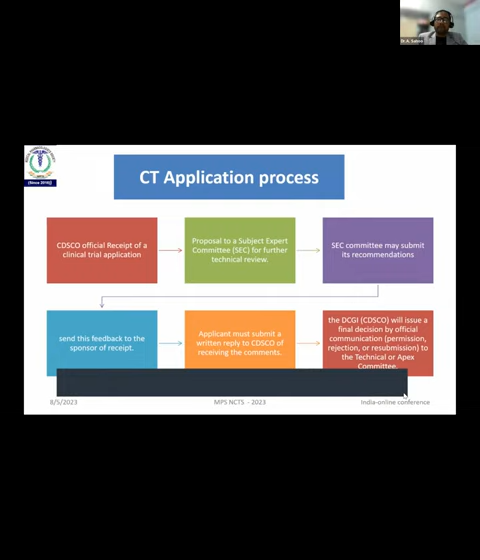 Dr.A.
CT Application process
(Since 2016)
CDSCO official Receipt of a
clinical trial application
Proposal to a Subject Expert
Committee (SEC) for further
technical review.
SEC committee may submit
its recommendations
send this feedback to the
sponsor of receipt.
Applicant must submit a
written reply to CDSCO of
receiving the comments.
the DCGI (CDSCO) will issue a
final decision by official
communication (permission,
rejection, or resubmission) to
the Technical or Apex
Committee.
8/5/2023
MPS NCTS - 2023
India-online conference